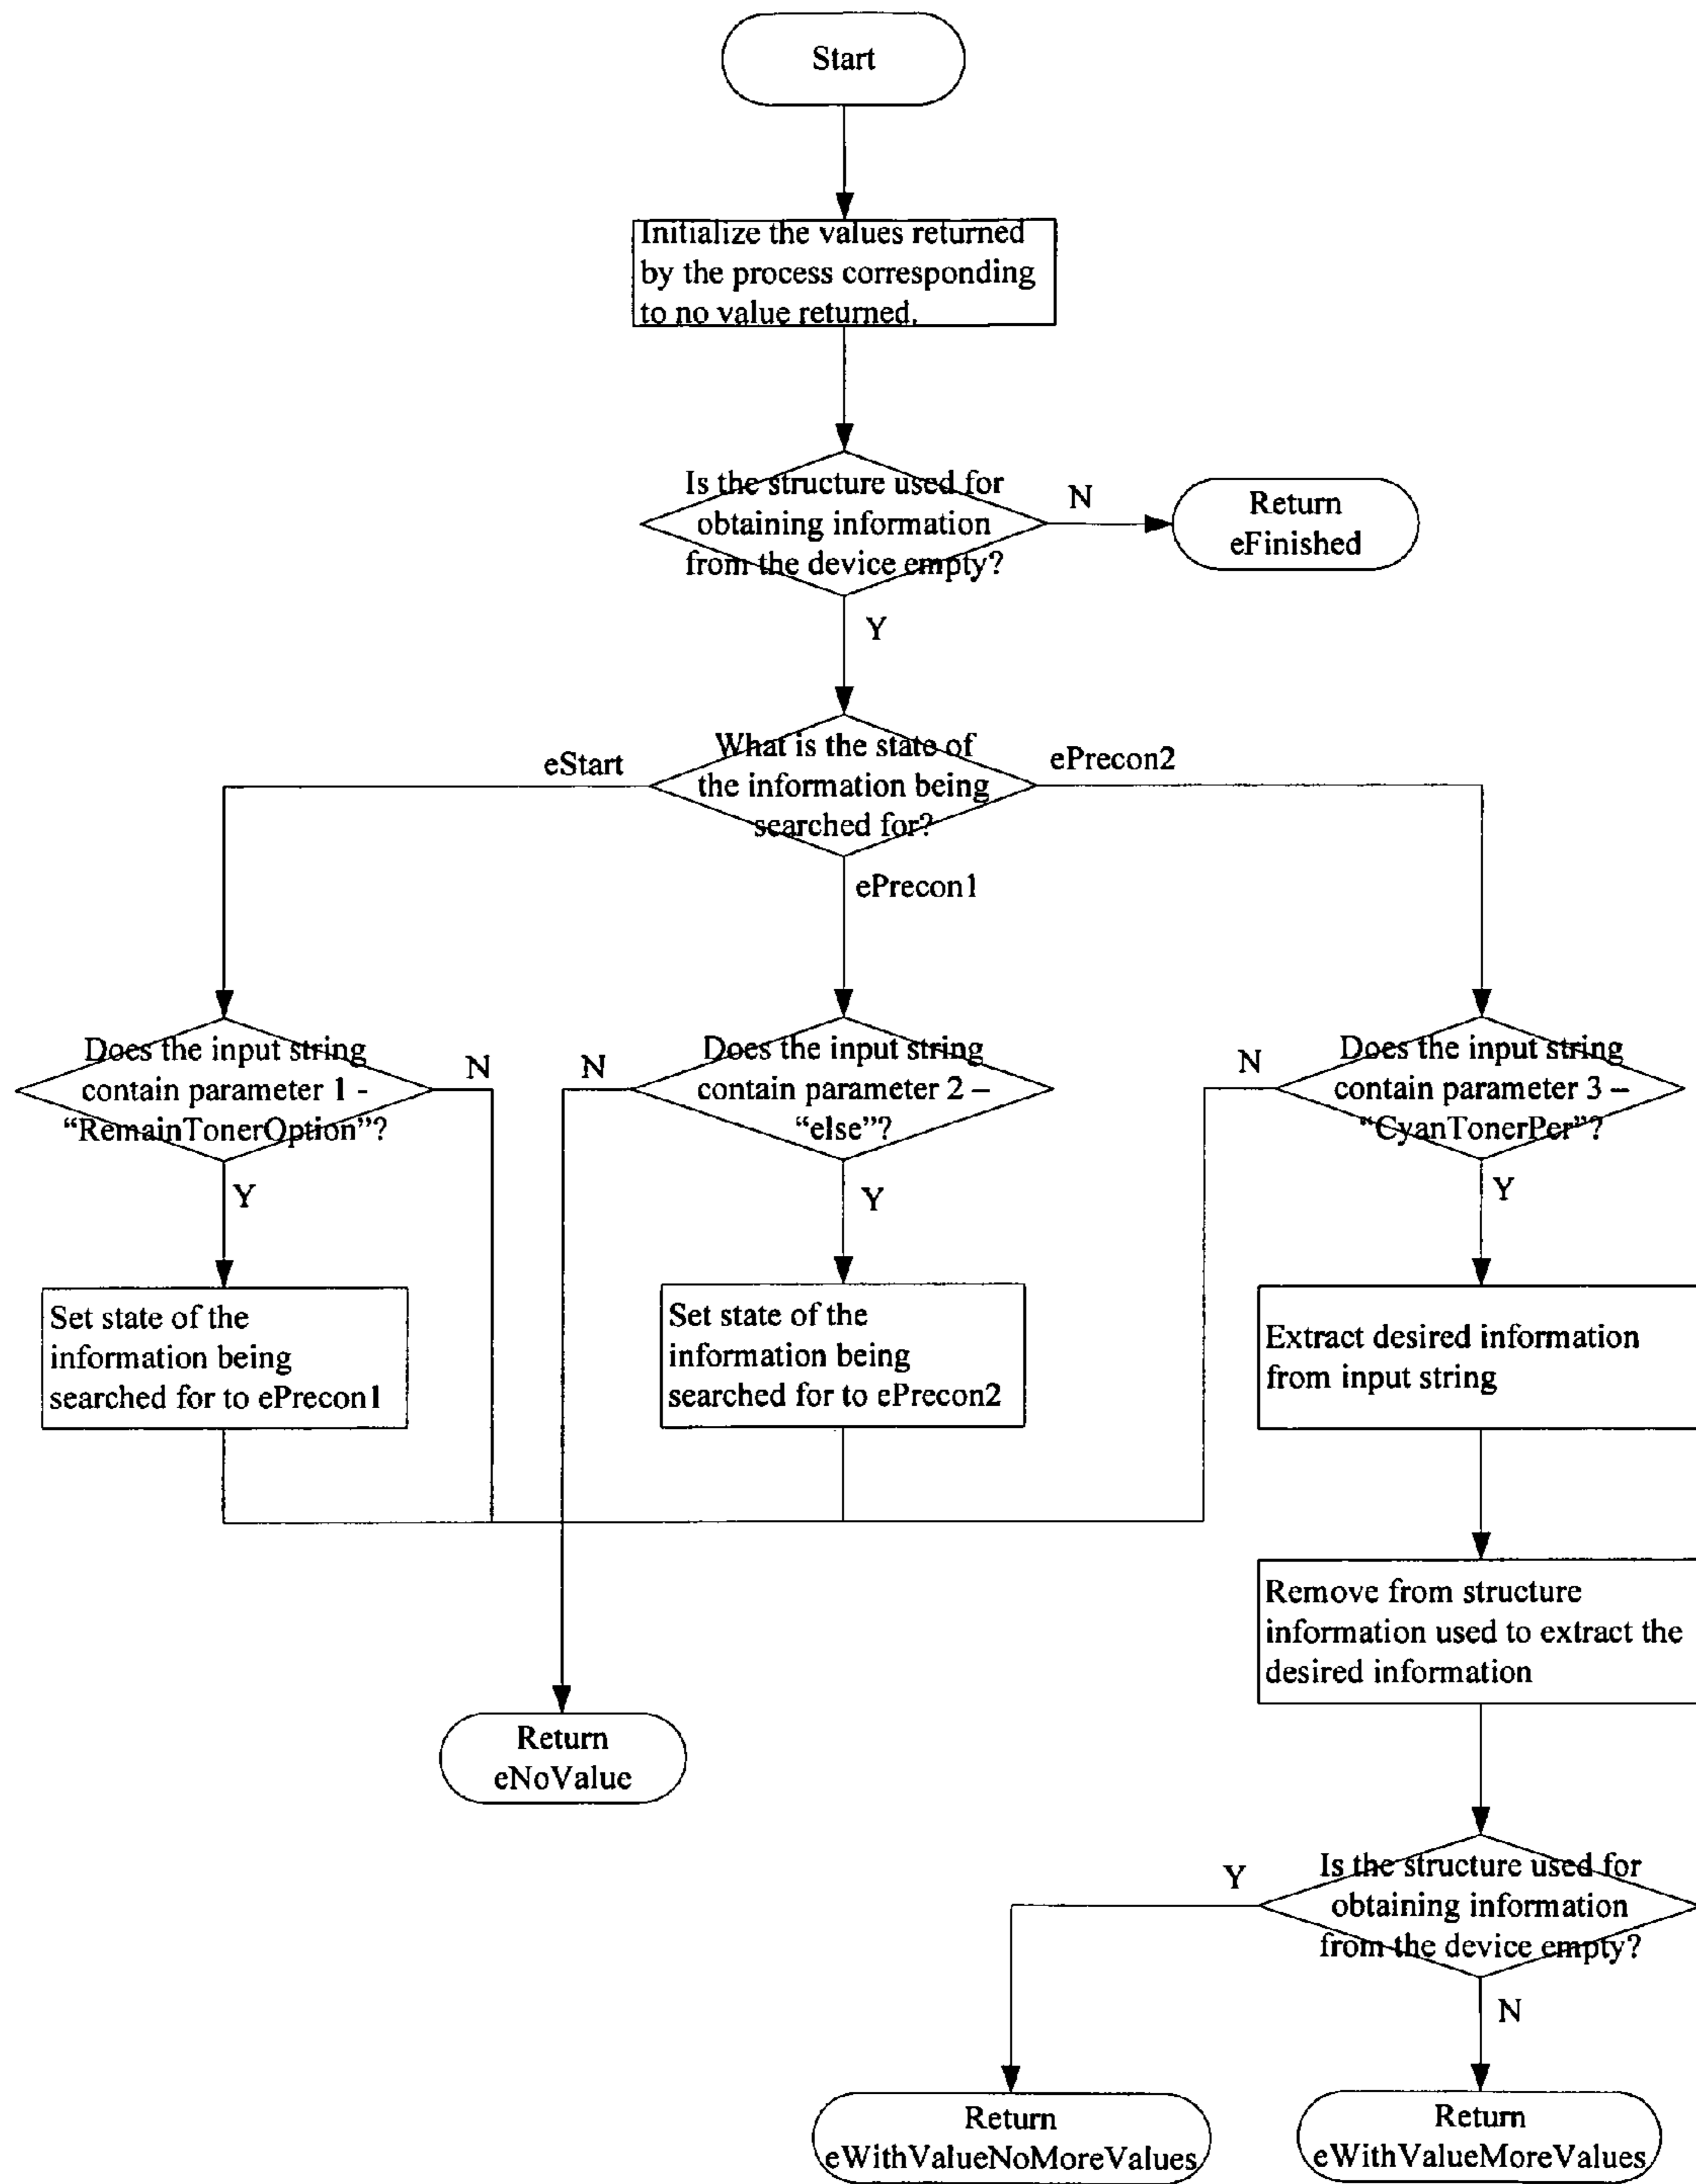 Start
Initialize the values returned
by the process corresponding
to no value returned.
Is the structure used for
obtaining information
from the device empty?
N
Return
eFinished
Y
What is the state of
the information being
searched for?
eStart
ePrecon2
ePrecon1
Does the input string
contain parameter 1 -
“RemainTonerOption”?
N
Y
N
Does the input string
contain parameter 2 –
“else”?
Y
N
Does the input string
contain parameter 3 –
“CyanTonerPer”?
Y
Set state of the
information being
searched for to ePrecon1
Set state of the
information being
searched for to ePrecon2
Extract desired information
from input string
Remove from structure
information used to extract the
desired information
Return
eNoValue
Y
Is the structure used for
obtaining information
from the device empty?
N
Return
eWithValueNoMoreValues
Return
eWithValueMoreValues